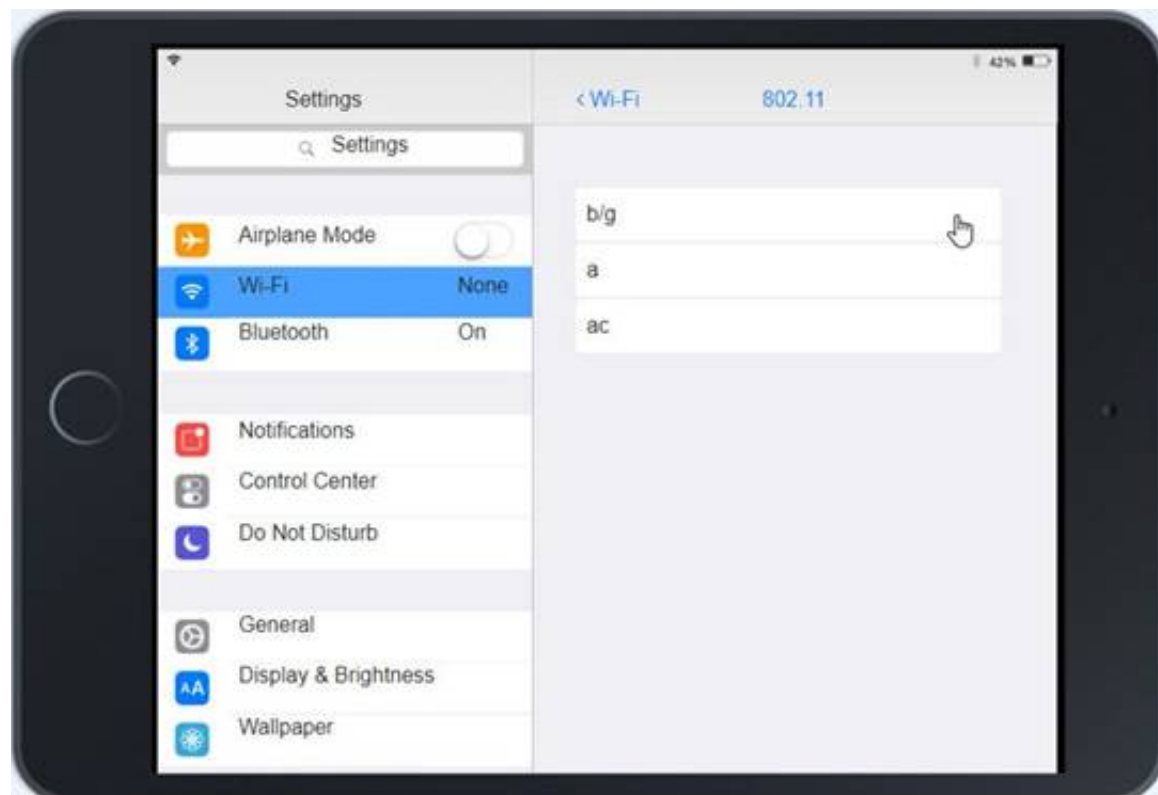 42%
Settings
< Wi-Fi 802.11
Settings
b/g
a
ac
Airplane Mode
Wi-Fi None
Bluetooth On
Notifications
Control Center
Do Not Disturb
General
AA Display & Brightness
Wallpaper